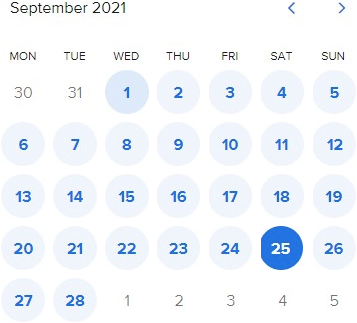 September 2021
MON TUE WED THU FRI SAT SUN
30 31 1 2 3 4 5
6 7 8 9 10 11 12
13 14 15 16 17 18 19
20 21 22 23 24 25 26
27 28 1 2 3 4 5